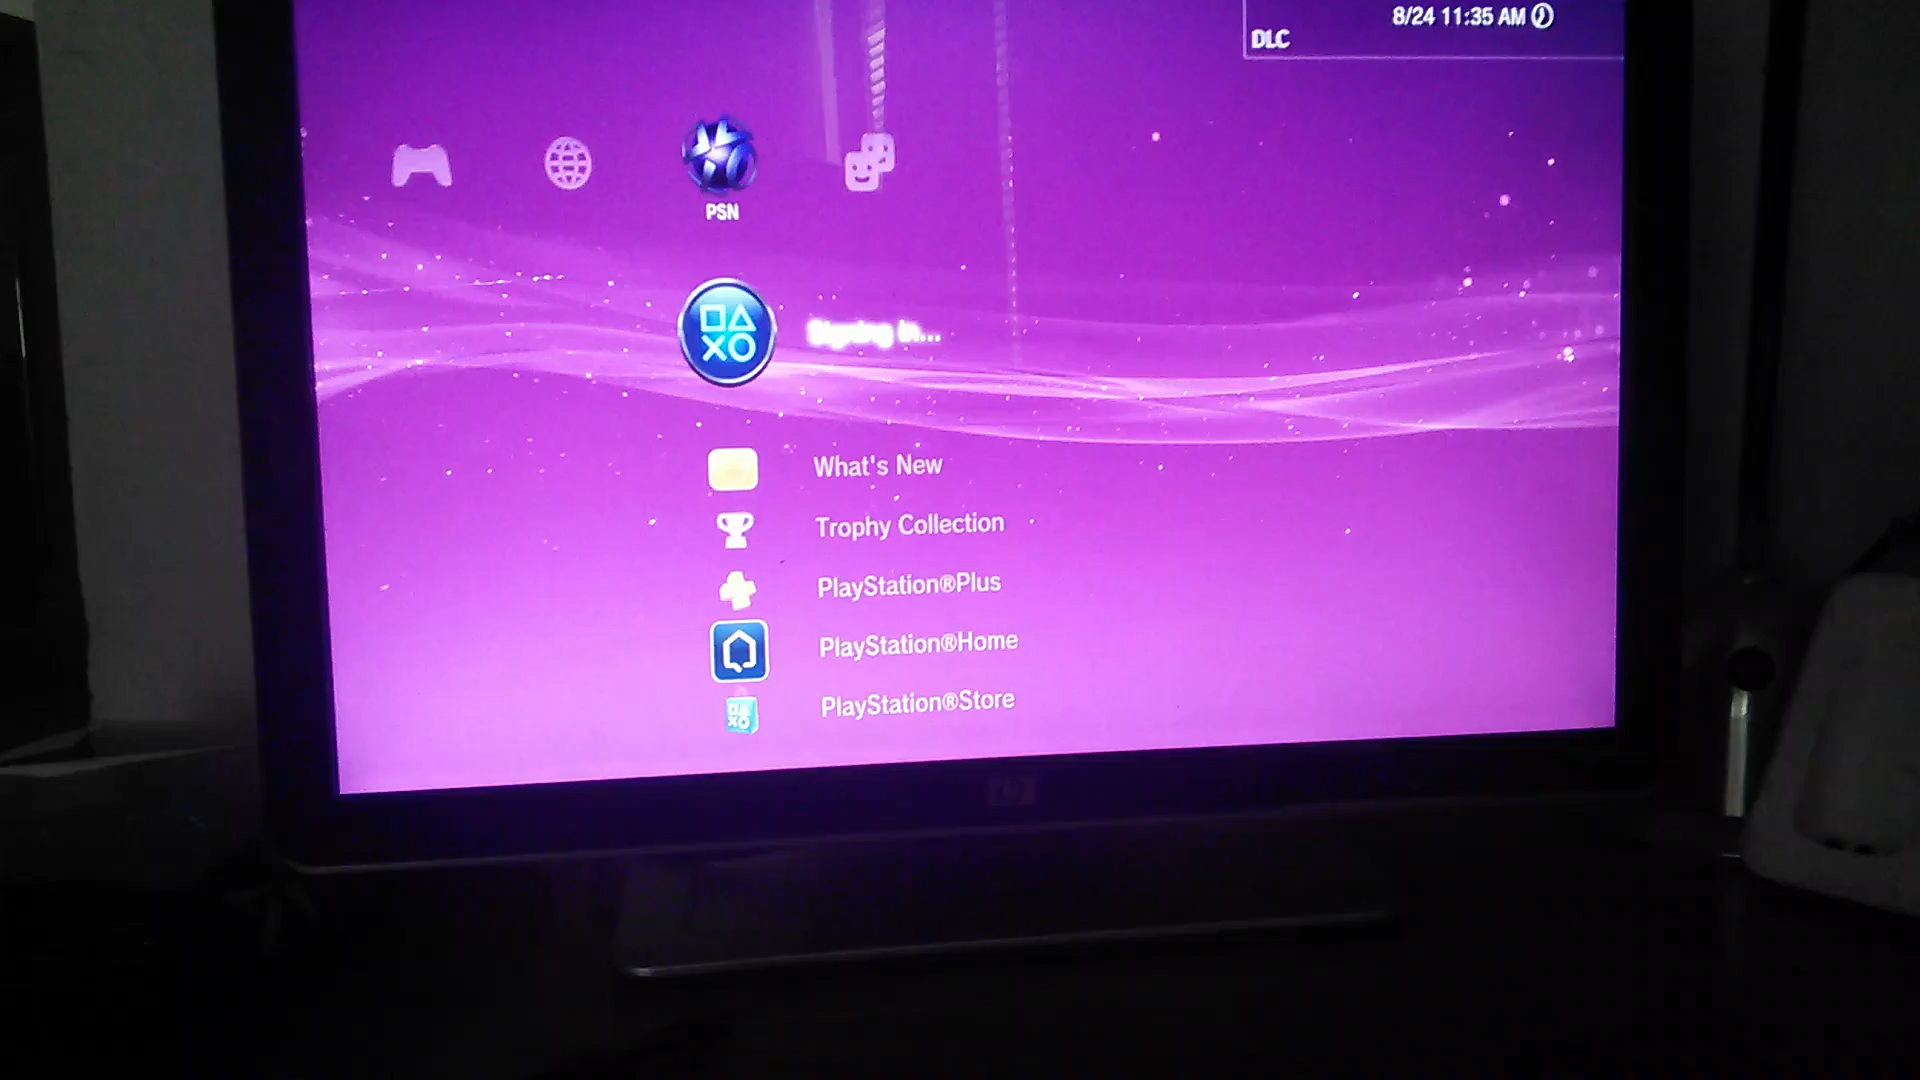 8/24 11:35 AM
DLC
PSN
Signing in...
What's New
Trophy Collection
PlayStation®Plus
PlayStation®Home
PlayStation®Store
hp